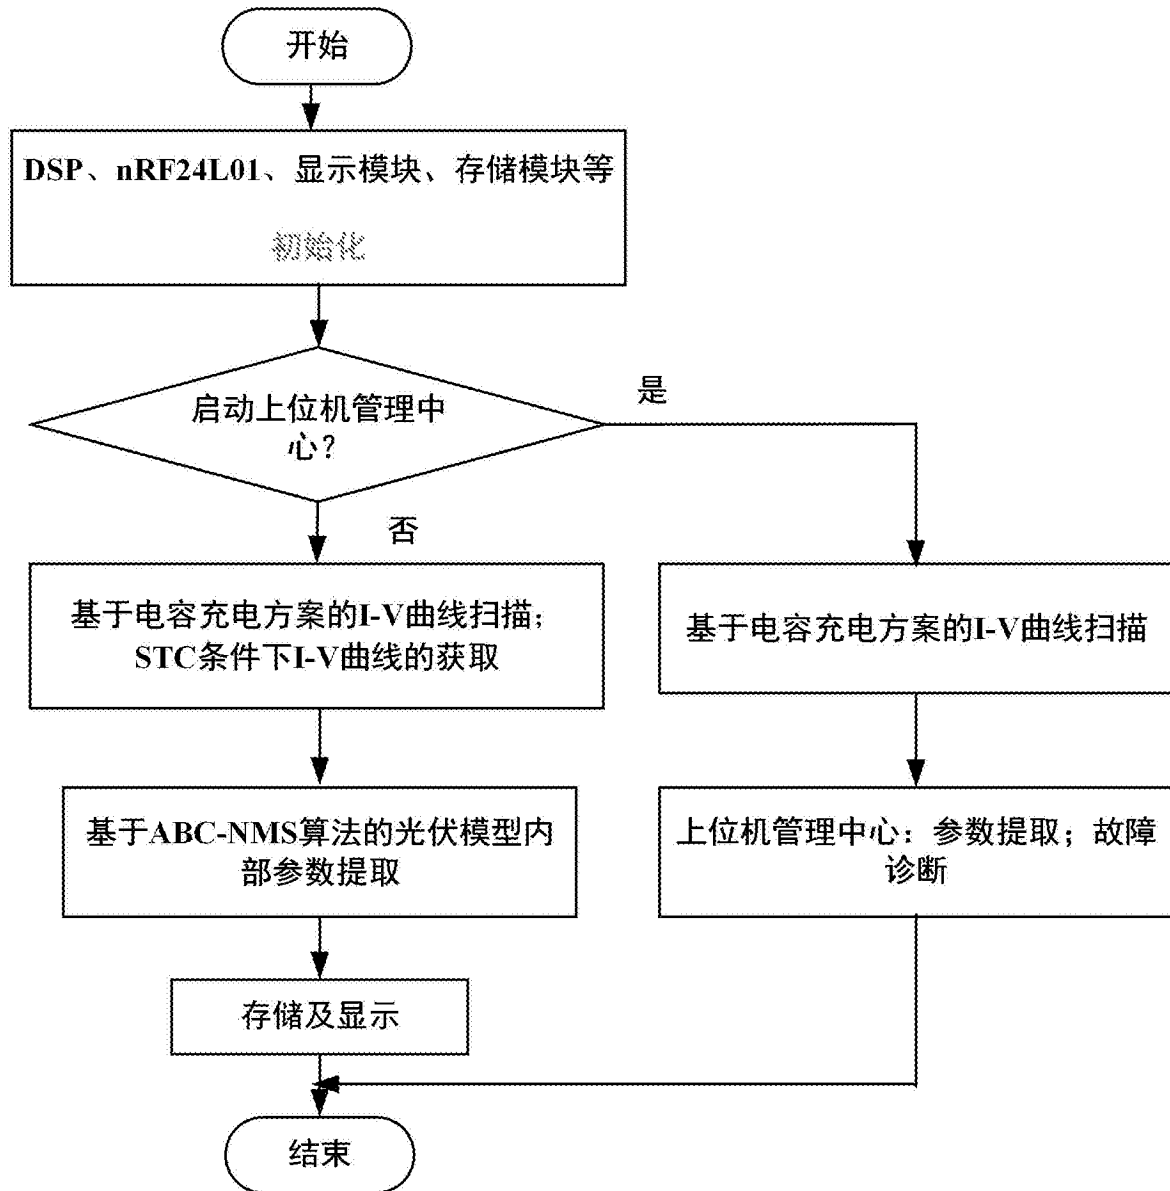 开始
DSP、nRF24L01、显示模块、存储模块等
初始化
启动上位机管理中
心？
是
否
基于电容充电方案的I-V曲线扫描；
STC条件下I-V曲线的获取
基于电容充电方案的I-V曲线扫描
基于ABC-NMS算法的光伏模型内
部参数提取
上位机管理中心：参数提取；故障
诊断
存储及显示
结束